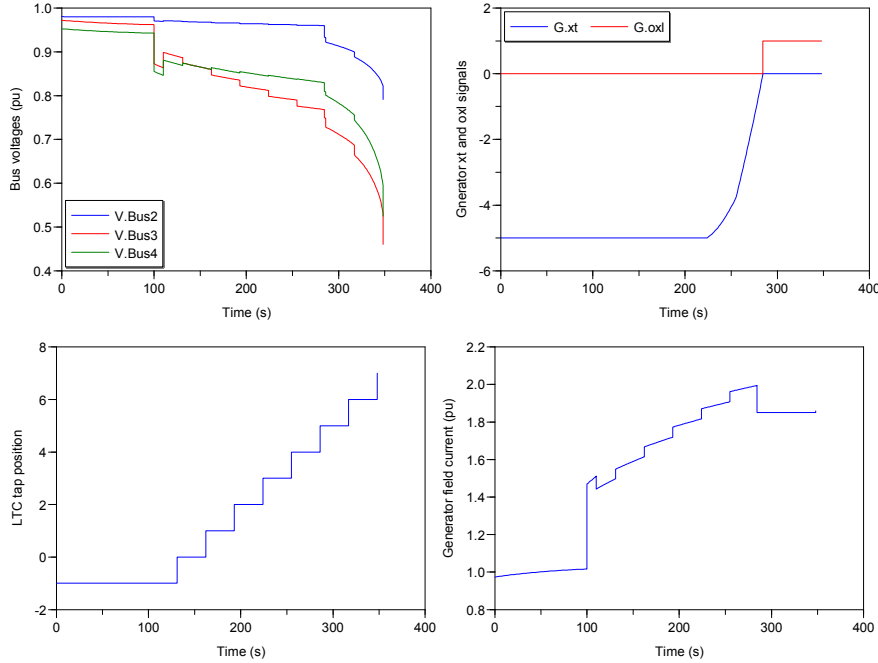 Bus voltages (pu)
1.0
0.9
0.8
0.7
0.6
0.5
0.4
V.Bus2
V.Bus3
V.Bus4
0 100 200 300 400
Time (s)
Gnerator xt and oxl signals
G.xt G.oxl
2
0
-2
-4
-6
0 100 200 300 400
Time (s)
LTC tap position
8
6
4
2
0
-2
0 100 200 300 400
Time (s)
Generator field current (pu)
2.2
2.0
1.8
1.6
1.4
1.2
1.0
0.8
0 100 200 300 400
Time (s)